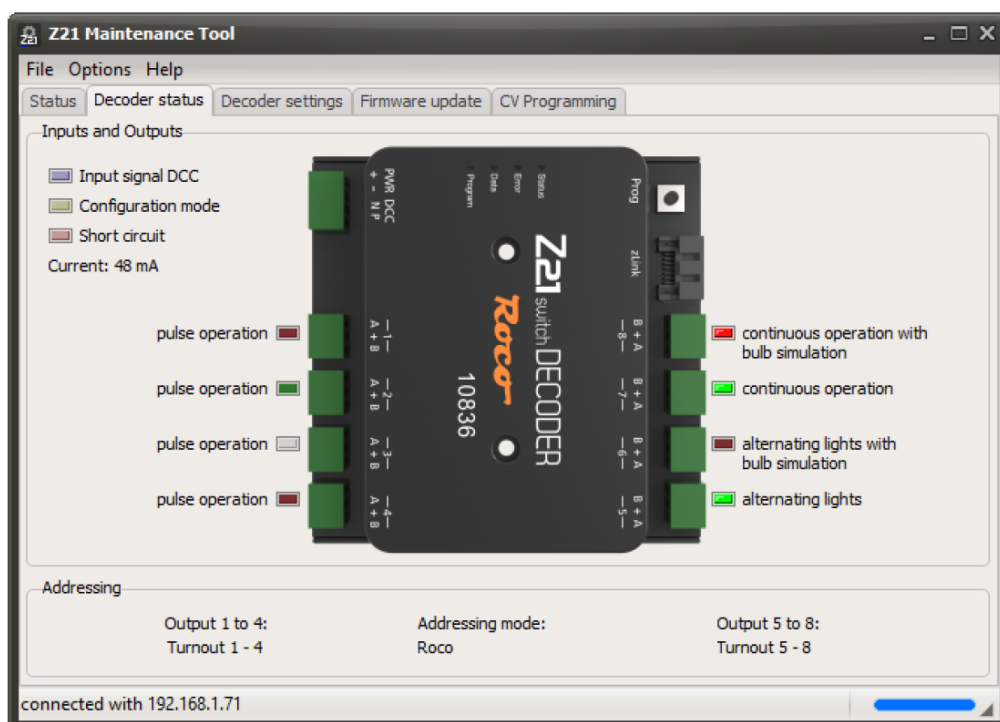 Z21 Maintenance Tool
File Options Help
Status Decoder status Decoder settings Firmware update CV Programming
Inputs and Outputs
Input signal DCC
Configuration mode
Short circuit
Current: 48 mA
pulse operation
pulse operation
pulse operation
pulse operation
PWR DCC
+ - N P
Program
Data
Error
Status
Prog
zLink
Z21 switch DECODER
Roco
10836
—1—
A + B
—2—
A + B
—3—
A + B
—4—
A + B
B + A
—8—
B + A
—7—
B + A
—6—
B + A
—5—
continuous operation with
bulb simulation
continuous operation
alternating lights with
bulb simulation
alternating lights
Addressing
Output 1 to 4: Addressing mode: Output 5 to 8:
Turnout 1 - 4 Roco Turnout 5 - 8
connected with 192.168.1.71